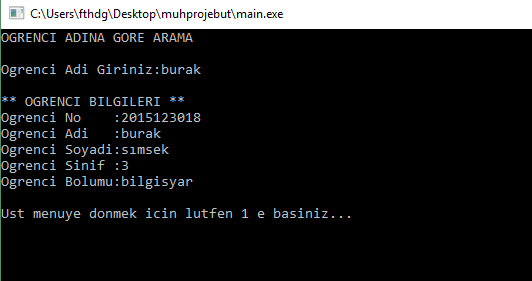 C:\Users\fthdg\Desktop\muhprojebut\main.exe
OGRENCI ADINA GORE ARAMA
Ogrenci Adi Giriniz:burak
** OGRENCI BILGILERI **
Ogrenci No    :2015123018
Ogrenci Adi   :burak
Ogrenci Soyadi:sımsek
Ogrenci Sinif :3
Ogrenci Bolumu:bilgisyar
Ust menuye donmek icin lutfen 1 e basiniz...